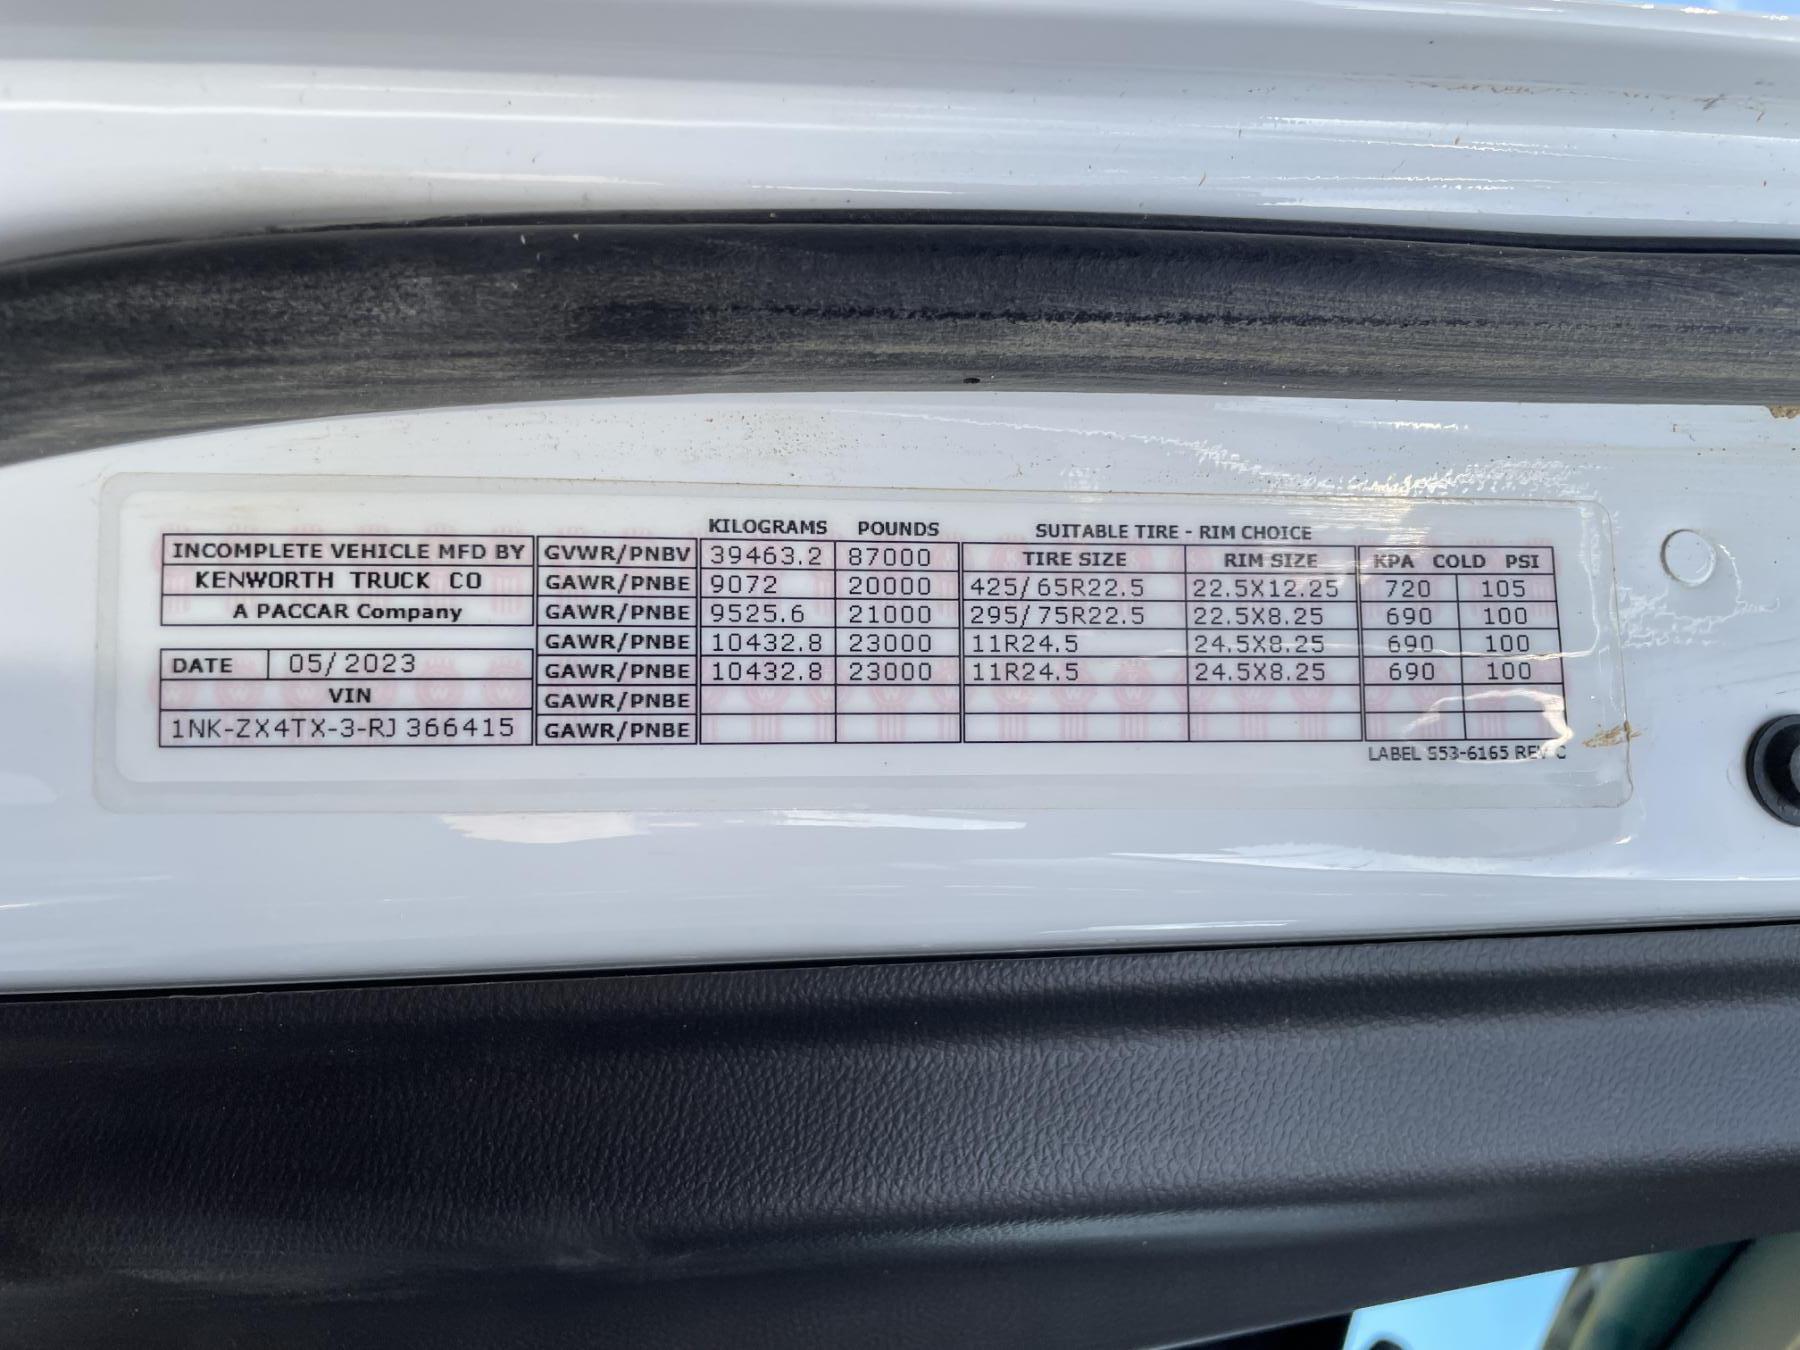 KILOGRAMS POUNDS SUITABLE TIRE - RIM CHOICE
INCOMPLETE VEHICLE MFD BY GVWR/PNBV 39463.2 87000 TIRE SIZE RIM SIZE KPA COLD PSI
KENWORTH TRUCK CO GAWR/PNBE 9072 20000 425/65R22.5 22.5X12.25 720 105
A PACCAR Company GAWR/PNBE 9525.6 21000 295/75R22.5 22.5X8.25 690 100
GAWR/PNBE 10432.8 23000 11R24.5 24.5X8.25 690 100
DATE 05/2023 GAWR/PNBE 10432.8 23000 11R24.5 24.5X8.25 690 100
VIN GAWR/PNBE
1NK-ZX4TX-3-RJ366415 GAWR/PNBE
LABEL S53-6165 REV C